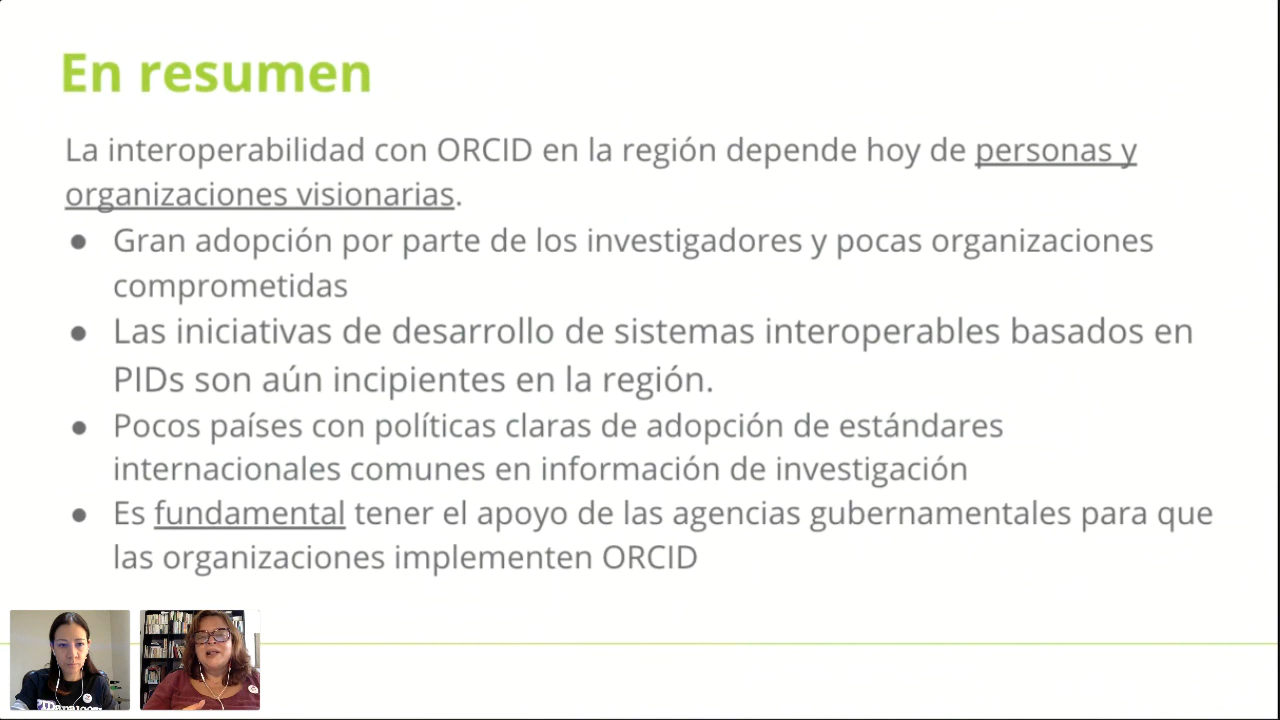 En resumen
La interoperabilidad con ORCID en la región depende hoy de personas y
organizaciones visionarias.
● Gran adopción por parte de los investigadores y pocas organizaciones
comprometidas
● Las iniciativas de desarrollo de sistemas interoperables basados en
PIDs son aún incipientes en la región.
● Pocos países con políticas claras de adopción de estándares
internacionales comunes en información de investigación
● Es fundamental tener el apoyo de las agencias gubernamentales para que
las organizaciones implementen ORCID